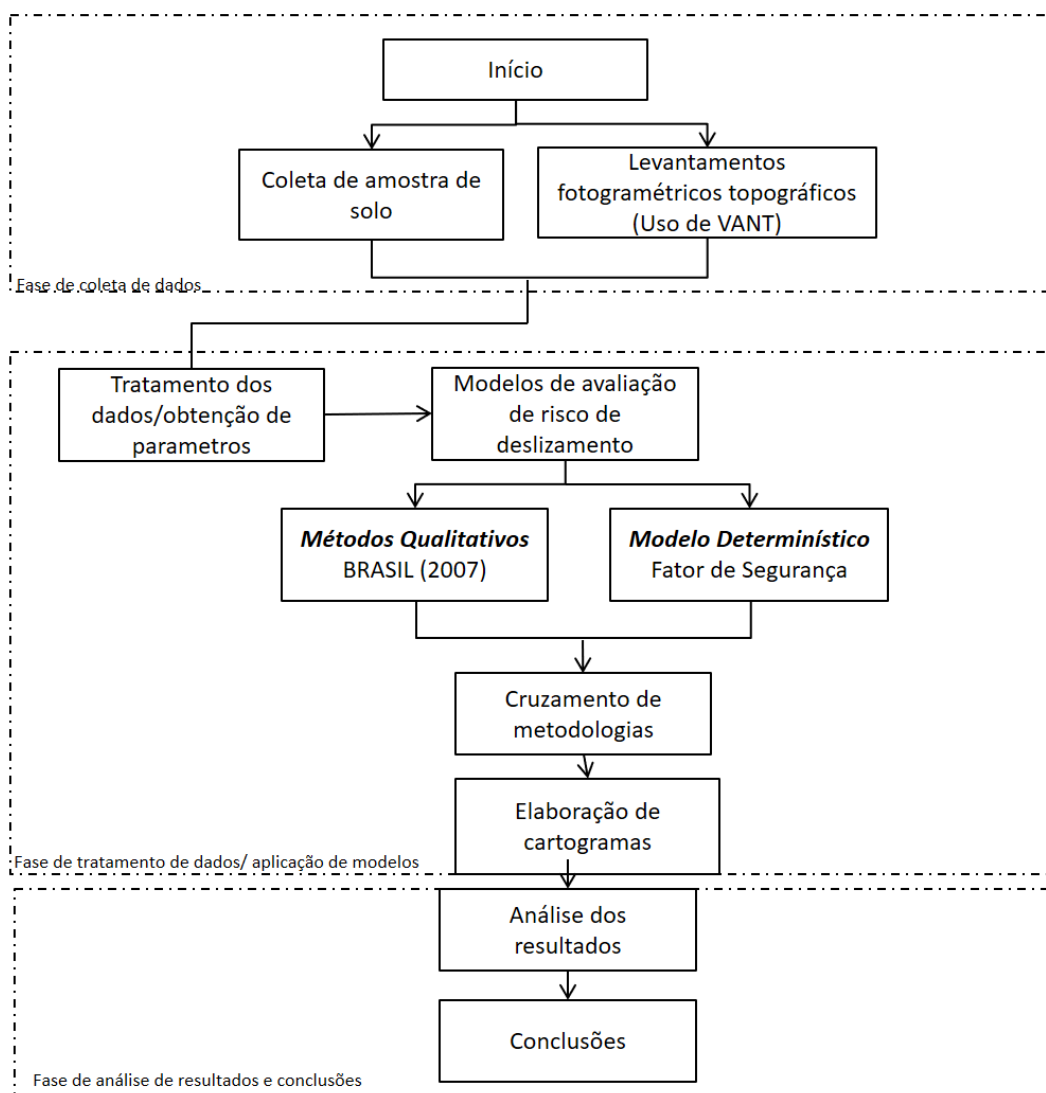 Início
Coleta de amostra de
solo
Levantamentos
fotogramétricos topográficos
(Uso de VANT)
Fase de coleta de dados
Tratamento dos
dados/obtenção de
parametros
Modelos de avaliação
de risco de
deslizamento
Métodos Qualitativos
BRASIL (2007)
Modelo Determinístico
Fator de Segurança
Cruzamento de
metodologias
Elaboração de
cartogramas
Fase de tratamento de dados/ aplicação de modelos
Análise dos
resultados
Conclusões
Fase de análise de resultados e conclusões